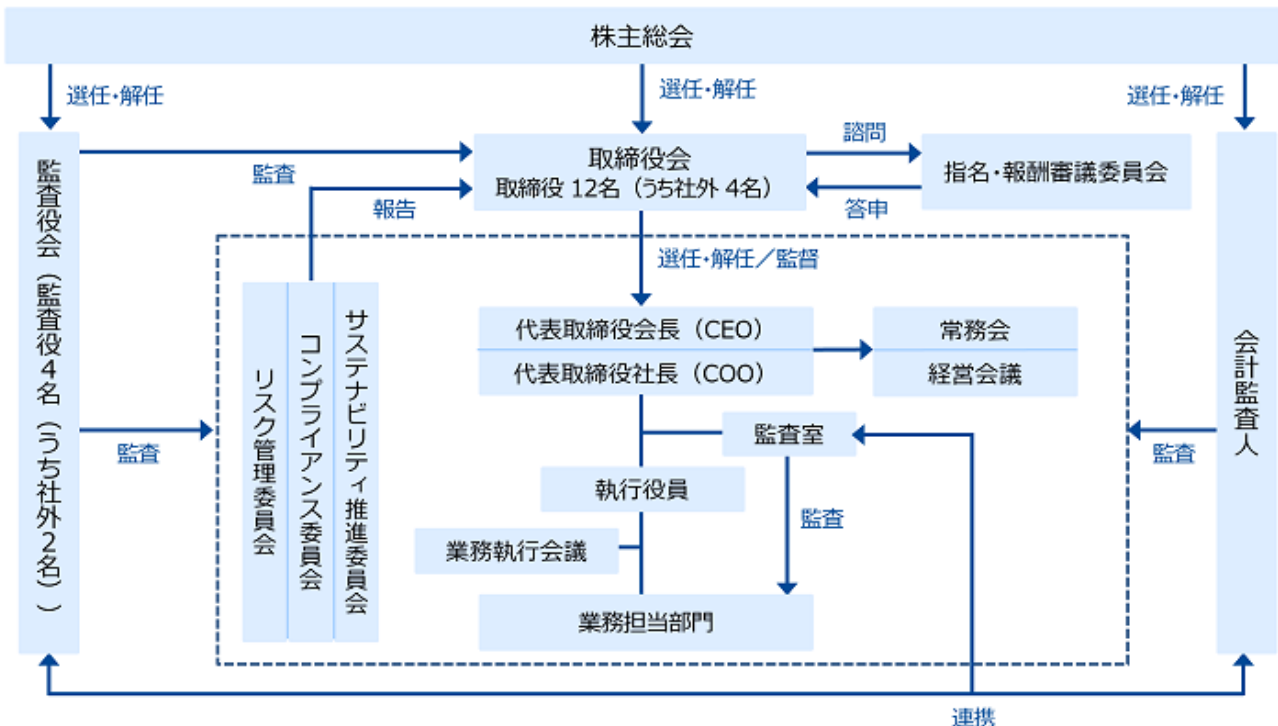 株主総会
選任・解任
選任・解任
選任・解任
監査役会（監査役4名（うち社外2名））
監査
取締役会
取締役 12名（うち社外 4名）
諮問
答申
指名・報酬審議委員会
報告
選任・解任／監督
リスク管理委員会
コンプライアンス委員会
サステナビリティ推進委員会
代表取締役会長（CEO）
代表取締役社長（COO）
常務会
経営会議
会計監査人
監査
監査
監査室
執行役員
監査
業務執行会議
業務担当部門
連携